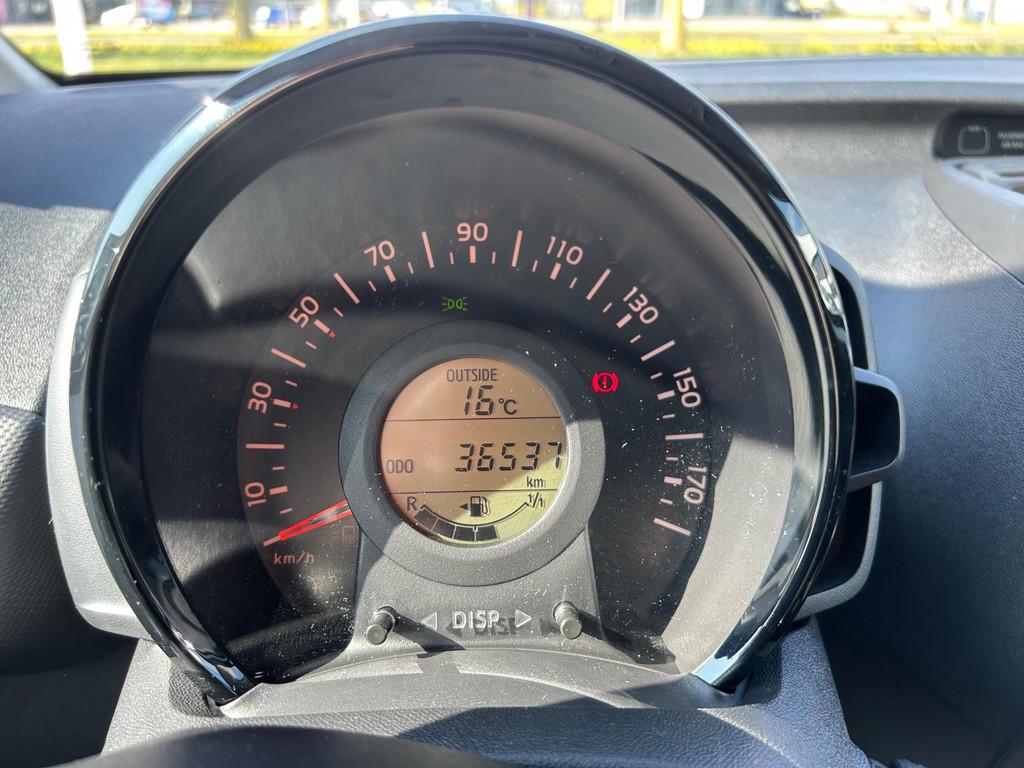 90
70
110
50
130
30
150
10
170
km/h
OUTSIDE
16°C
ODO 36537
km
R 1/1
DISP